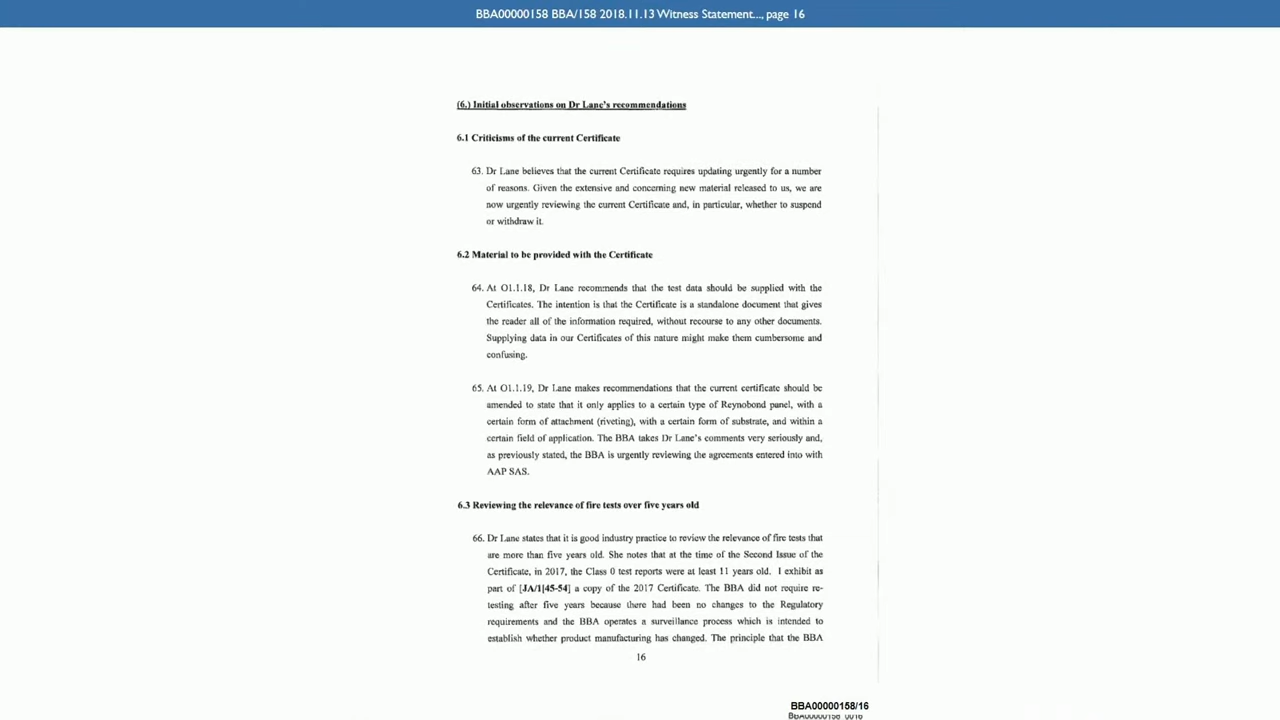 BBA00000158 BBA/158 2018.11.13 Witness Statement..., page 16
(6.) Initial observations on Dr Lane's recommendations
6.1 Criticisms of the current Certificate
63. Dr Lane believes that the current Certificate requires updating urgently for a number
of reasons. Given the extensive and concerning new material released to us, we are
now urgently reviewing the current Certificate and, in particular, whether to suspend
or withdraw it.
6.2 Material to be provided with the Certificate
64. At O1.1.18, Dr Lane recommends that the test data should be supplied with the
Certificates. The intention is that the Certificate is a standalone document that gives
the reader all of the information required, without recourse to any other documents.
Supplying data in our Certificates of this nature might make them cumbersome and
confusing.
65. At O1.1.19, Dr Lane makes recommendations that the current certificate should be
amended to state that it only applies to a certain type of Reynobond panel, with a
certain form of attachment (riveting), with a certain form of substrate, and within a
certain field of application. The BBA takes Dr Lane's comments very seriously and,
as previously stated, the BBA is urgently reviewing the agreements entered into with
AAP SAS.
6.3 Reviewing the relevance of fire tests over five years old
66. Dr Lane states that it is good industry practice to review the relevance of fire tests that
are more than five years old. She notes that at the time of the Second Issue of the
Certificate, in 2017, the Class 0 test reports were at least 11 years old. I exhibit as
part of [JA/1|45-54] a copy of the 2017 Certificate. The BBA did not require re-
testing after five years because there had been no changes to the Regulatory
requirements and the BBA operates a surveillance process which is intended to
establish whether product manufacturing has changed. The principle that the BBA
16
BBA00000158/16
BBA00000158_0016